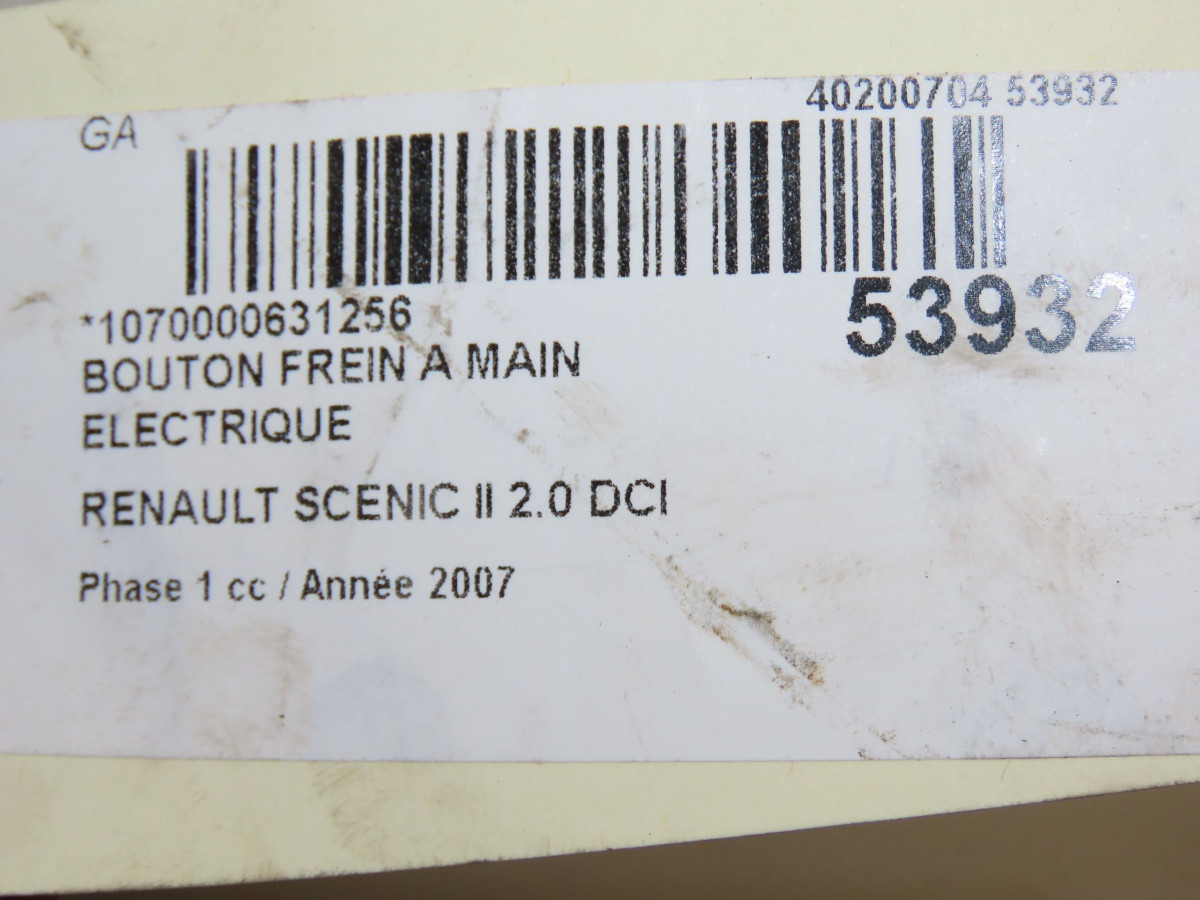 GA
40200704 53932
*1070000631256
53932
BOUTON FREIN A MAIN
ELECTRIQUE
RENAULT SCENIC II 2.0 DCI
Phase 1 cc / Année 2007